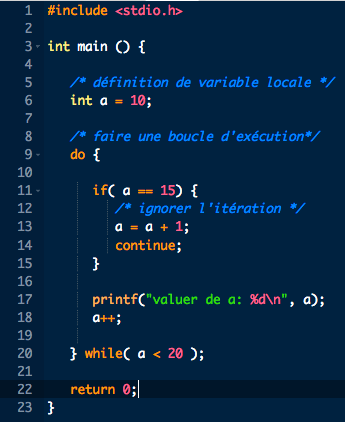 1 #include <stdio.h>
2
3 int main () {
4
5 /* définition de variable locale */
6 int a = 10;
7
8 /* faire une boucle d'exécution*/
9 do {
10
11 if( a == 15) {
12 /* ignorer l'itération */
13 a = a + 1;
14 continue;
15 }
16
17 printf("valuer de a: %d\n", a);
18 a++;
19
20 } while( a < 20 );
21
22 return 0;
23 }